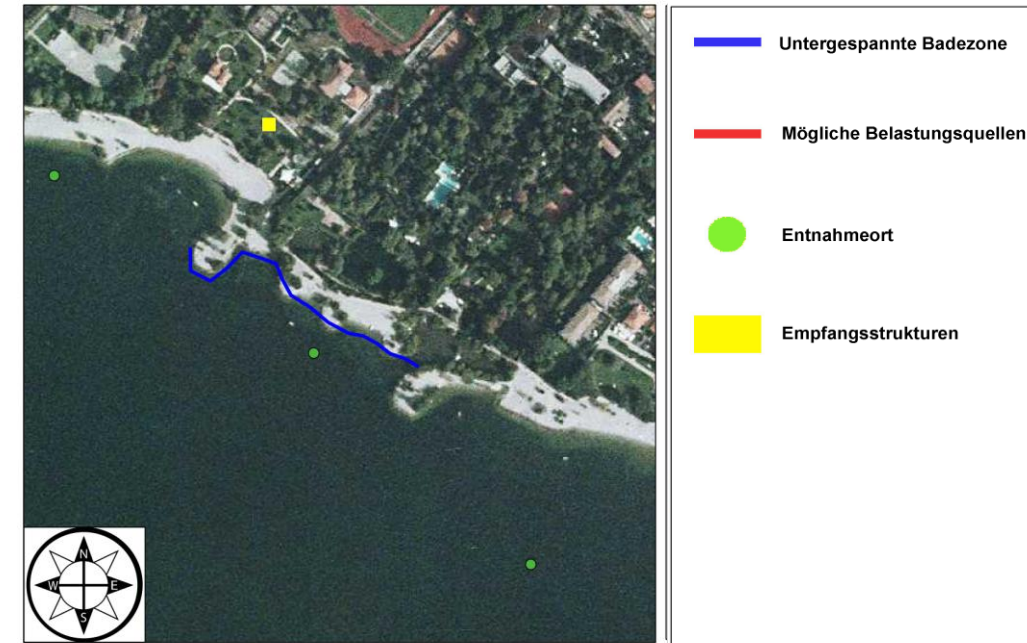 Untergespannte Badezone
Mögliche Belastungsquellen
Entnahmeort
Empfangsstrukturen
N
W E
S